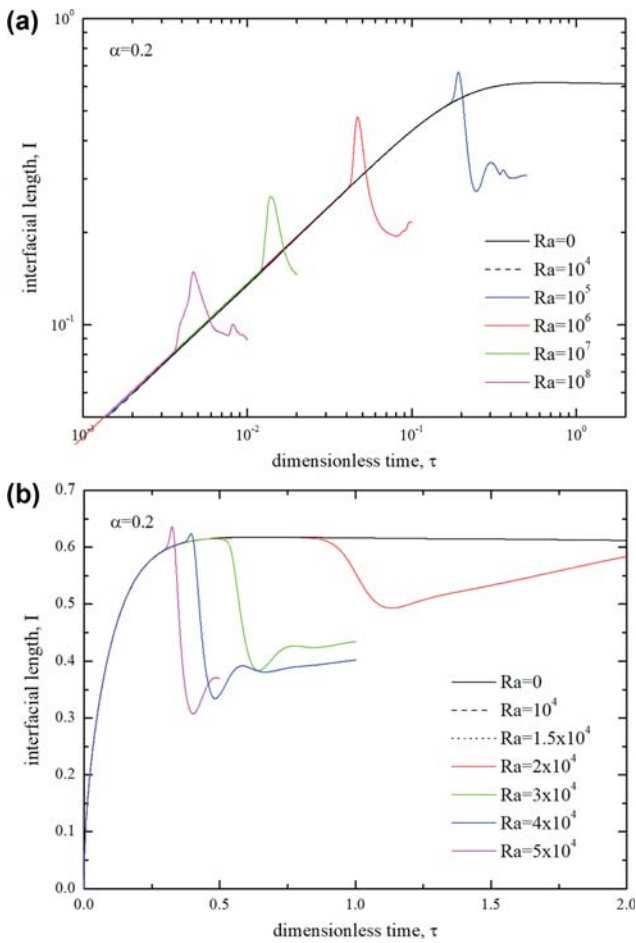 (a)
10⁰
α=0.2
interfacial length, I
10⁻¹
Ra=0
Ra=10⁴
Ra=10⁵
Ra=10⁶
Ra=10⁷
Ra=10⁸
10⁻³ 10⁻² 10⁻¹ 10⁰
dimensionless time, τ
(b)
0.7
α=0.2
0.6
0.5
0.4
interfacial length, I
0.3
0.2
0.1
0.0
Ra=0
Ra=10⁴
Ra=1.5x10⁴
Ra=2x10⁴
Ra=3x10⁴
Ra=4x10⁴
Ra=5x10⁴
0.0 0.5 1.0 1.5 2.0
dimensionless time, τ